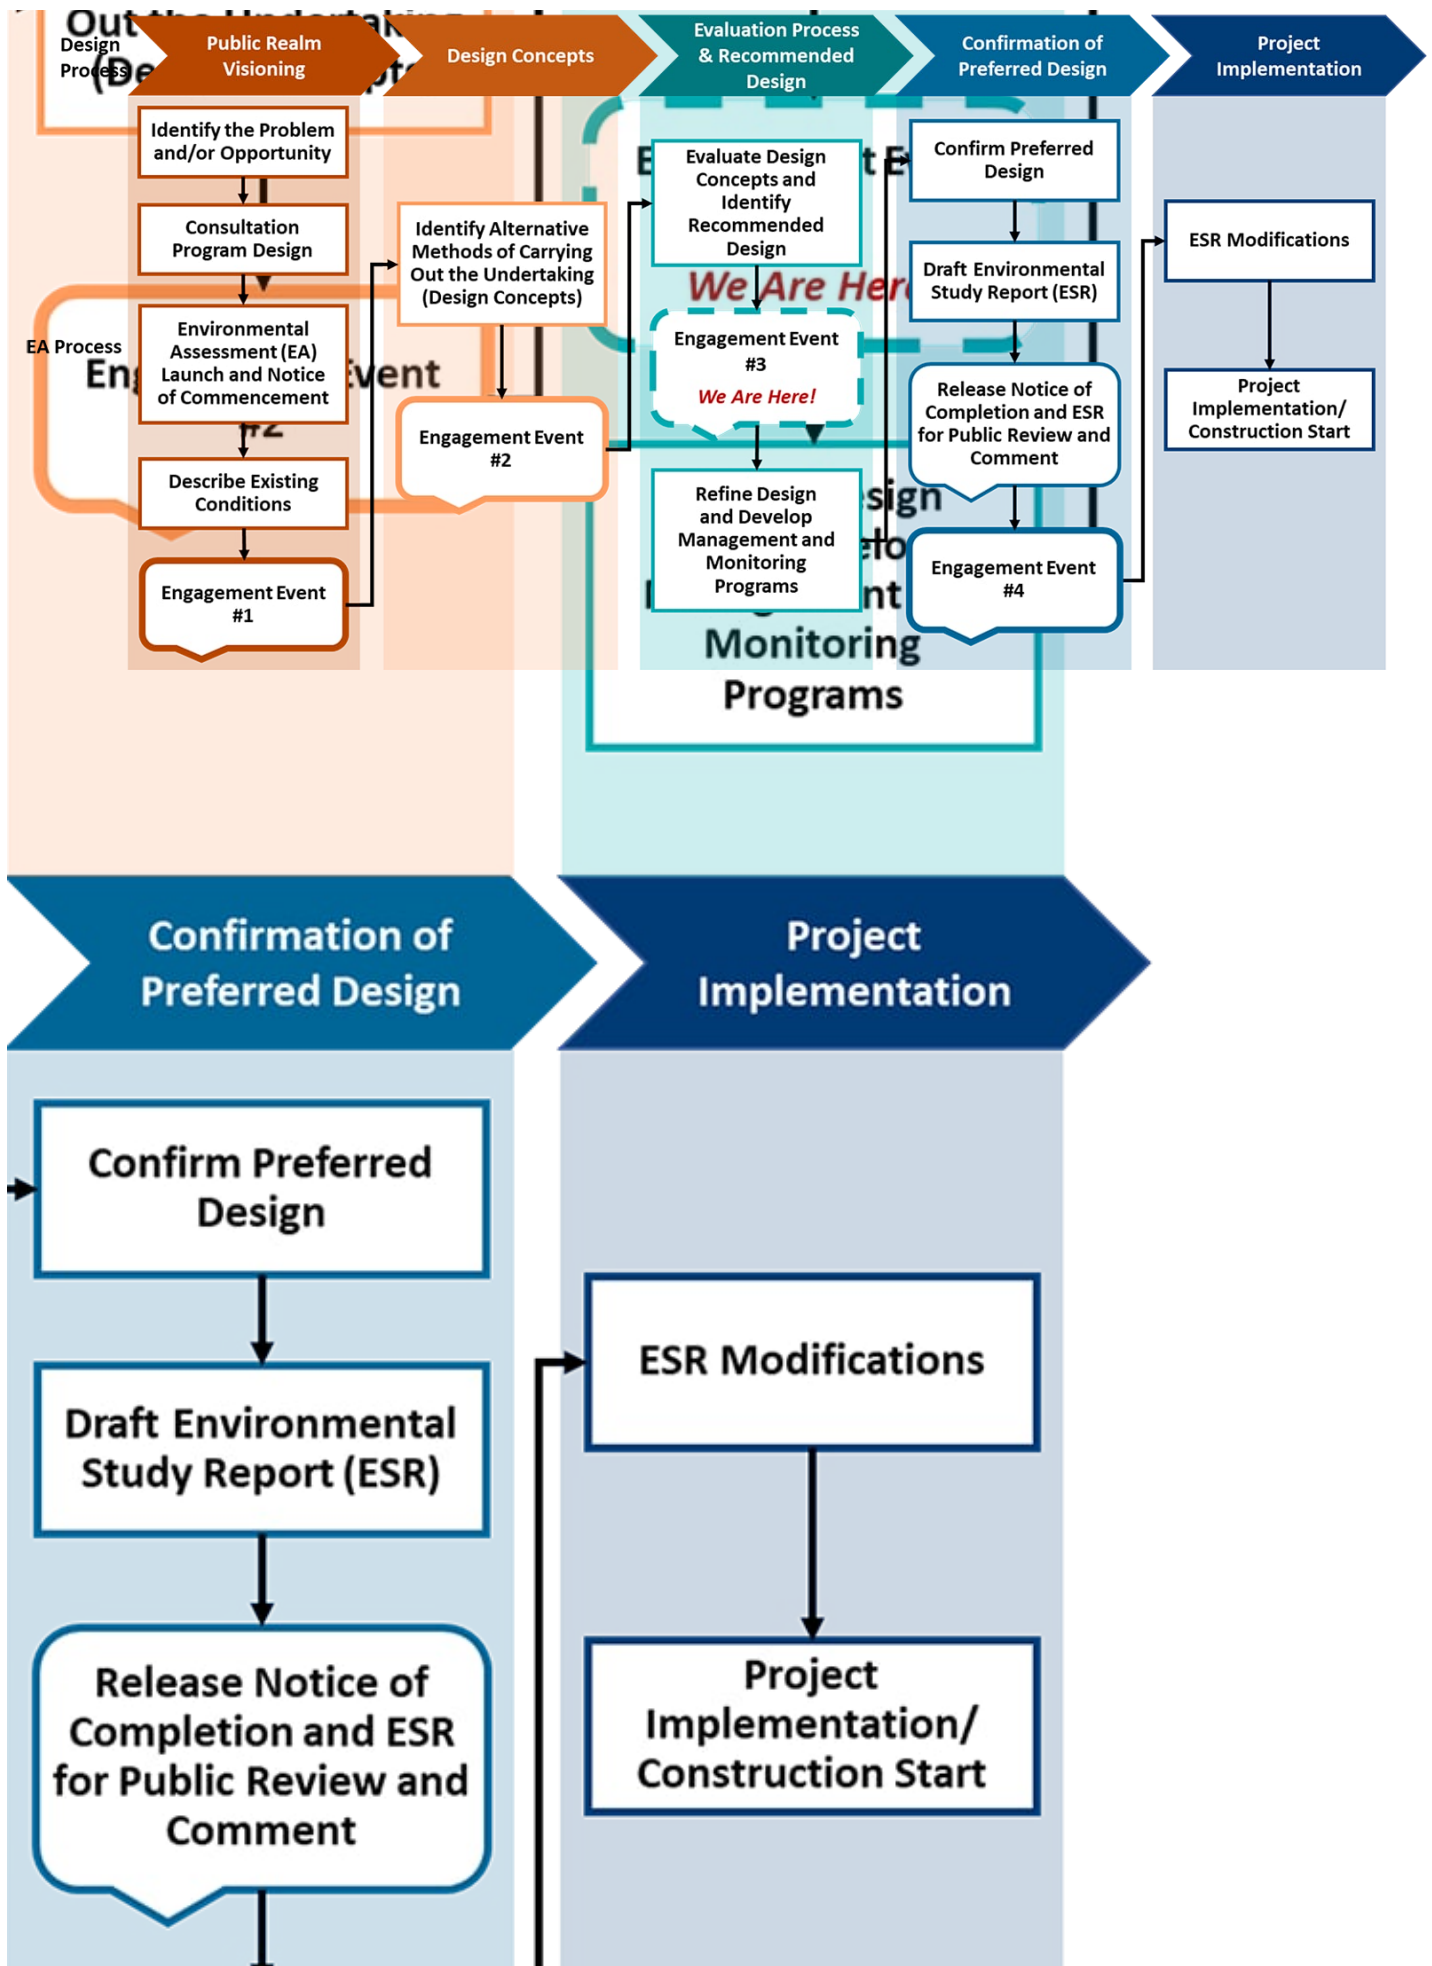 Design
Process
Public Realm
Visioning
Design Concepts
Evaluation Process
& Recommended
Design
Confirmation of
Preferred Design
Project
Implementation
EA Process
Identify the Problem
and/or Opportunity
Consultation
Program Design
Environmental
Assessment (EA)
Launch and Notice
of Commencement
Describe Existing
Conditions
Engagement Event
#1
Identify Alternative
Methods of Carrying
Out the Undertaking
(Design Concepts)
Engagement Event
#2
Evaluate Design
Concepts and
Identify
Recommended
Design
Engagement Event
#3
We Are Here!
Refine Design
and Develop
Management and
Monitoring
Programs
Confirm Preferred
Design
Draft Environmental
Study Report (ESR)
Release Notice of
Completion and ESR
for Public Review and
Comment
Engagement Event
#4
ESR Modifications
Project
Implementation/
Construction Start
Out the Undertaking
Event
#2
We Are Here
Monitoring
Programs
Confirmation of
Preferred Design
Project
Implementation
Confirm Preferred
Design
Draft Environmental
Study Report (ESR)
Release Notice of
Completion and ESR
for Public Review and
Comment
ESR Modifications
Project
Implementation/
Construction Start